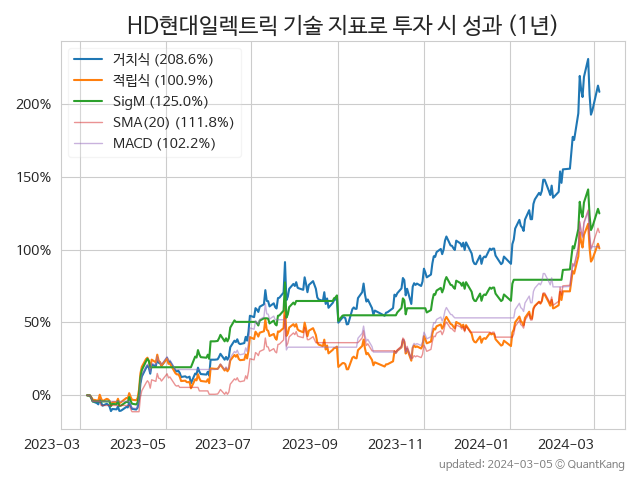 HD현대일렉트릭 기술 지표로 투자 시 성과 (1년)
거치식 (208.6%)
적립식 (100.9%)
SigM (125.0%)
SMA(20) (111.8%)
MACD (102.2%)
200%
150%
100%
50%
0%
2023-03 2023-05 2023-07 2023-09 2023-11 2024-01 2024-03
updated: 2024-03-05 © QuantKang